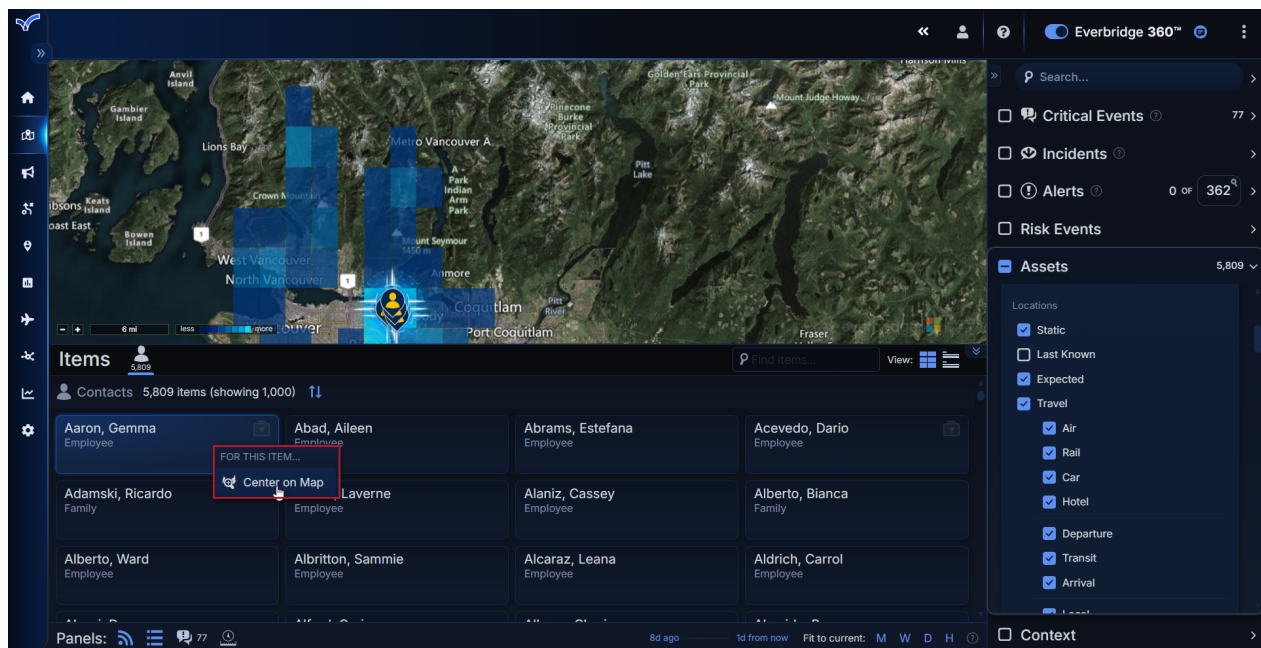 Everbridge 360™
Anvil
Island
Gambier
Island
Lions Bay
Keats
Island
Bowen
Island
1
Crown Mountain
West Vancouver
North Vancouver
1
Metro Vancouver A
Park
Indian
Arm
Park
Mount Seymour
1450 m
Anmore
Coquitlam
Port Coquitlam
Pinecone
Burke
Provincial
Park
Golden Ears Provincial
Park
Mount Judge Howay
Pitt
Lake
Pitt
River
Fraser
- + 6 mi less more
Items
5,809
Find items...
View:
Contacts 5,809 items (showing 1,000)
Aaron, Gemma
Employee
Abad, Aileen
Employee
Abrams, Estefana
Employee
Acevedo, Dario
Employee
FOR THIS ITEM...
Center on Map
Adamski, Ricardo
Family
Laverne
Employee
Alaniz, Cassey
Employee
Alberto, Bianca
Family
Alberto, Ward
Employee
Albritton, Sammie
Employee
Alcaraz, Leana
Employee
Aldrich, Carrol
Employee
Panels: 77
8d ago 1d from now Fit to current: M W D H
Search...
Critical Events 77
Incidents
Alerts 0 OF 362
Risk Events
Assets 5,809
Locations
Static
Last Known
Expected
Travel
Air
Rail
Car
Hotel
Departure
Transit
Arrival
Local
Context